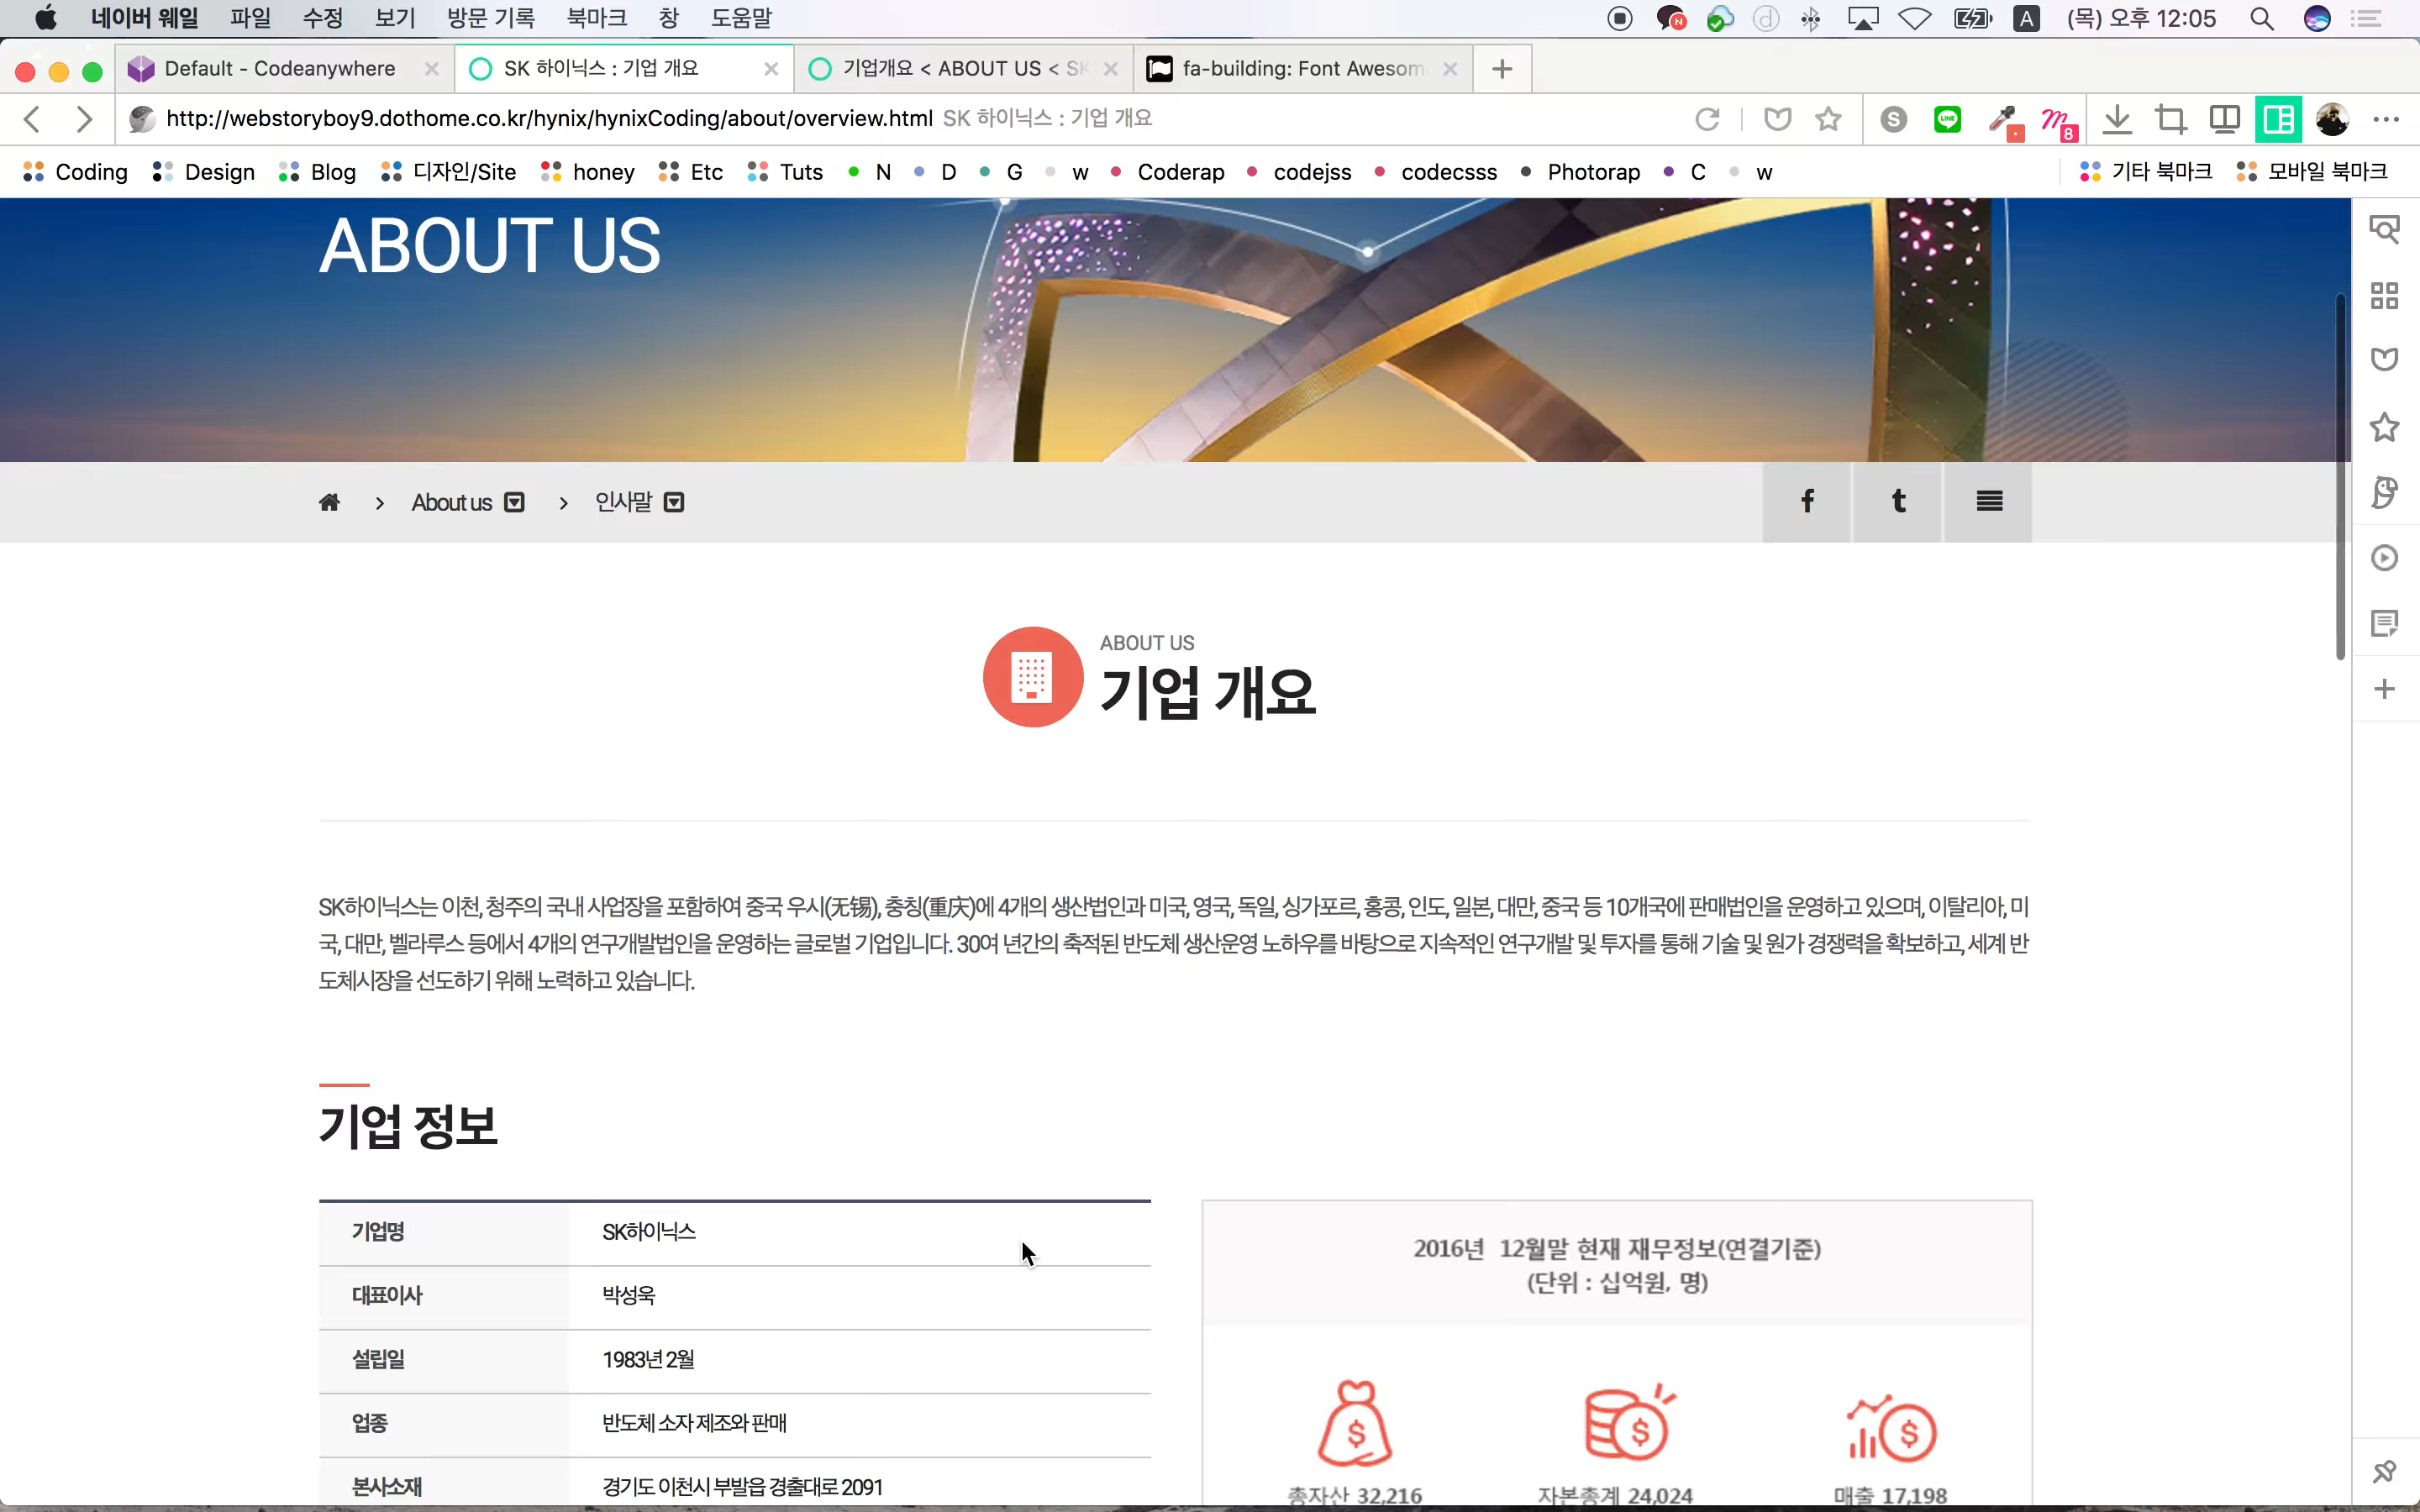 네이버 웨일 파일 수정 보기 방문 기록 북마크 창 도움말 A (목) 오후 12:05
Default - Codeanywhere SK 하이닉스 : 기업 개요 기업개요 < ABOUT US < SK fa-building: Font Awesom
http://webstoryboy9.dothome.co.kr/hynix/hynixCoding/about/overview.html SK 하이닉스 : 기업 개요
Coding Design Blog 디자인/Site honey Etc Tuts N D G w Coderap codejss codecsss Photorap C w 기타 북마크 모바일 북마크
ABOUT US
About us 인사말
ABOUT US
기업 개요
SK하이닉스는 이천, 청주의 국내 사업장을 포함하여 중국 우시(无锡), 충칭(重庆)에 4개의 생산법인과 미국, 영국, 독일, 싱가포르, 홍콩, 인도, 일본, 대만, 중국 등 10개국에 판매법인을 운영하고 있으며, 이탈리아, 미
국, 대만, 벨라루스 등에서 4개의 연구개발법인을 운영하는 글로벌 기업입니다. 30여 년간의 축적된 반도체 생산운영 노하우를 바탕으로 지속적인 연구개발 및 투자를 통해 기술 및 원가 경쟁력을 확보하고, 세계 반
도체시장을 선도하기 위해 노력하고 있습니다.
기업 정보
기업명 SK하이닉스
대표이사 박성욱
설립일 1983년 2월
업종 반도체 소자 제조와 판매
본사소재 경기도 이천시 부발읍 경출대로 2091
2016년 12월말 현재 재무정보(연결기준)
(단위 : 십억원, 명)
총자산 32,216 자본총계 24,024 매출 17,198